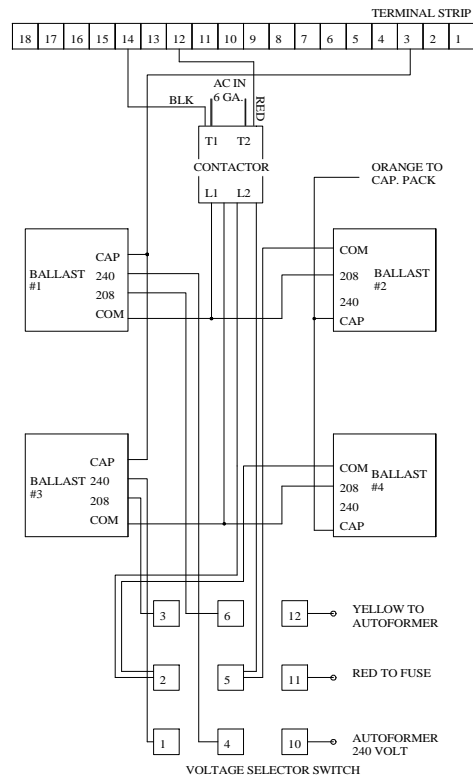 TERMINAL STRIP
18 17 16 15 14 13 12 11 10 9 8 7 6 5 4 3 2 1
AC IN
6 GA.
BLK
RED
T1 T2
CONTACTOR
L1 L2
ORANGE TO
CAP. PACK
BALLAST
#1
CAP
240
208
COM
COM
208
240
CAP
BALLAST
#2
BALLAST
#3
CAP
240
208
COM
COM
208
240
CAP
BALLAST
#4
3 6 12
YELLOW TO
AUTOFORMER
2 5 11
RED TO FUSE
1 4 10
AUTOFORMER
240 VOLT
VOLTAGE SELECTOR SWITCH